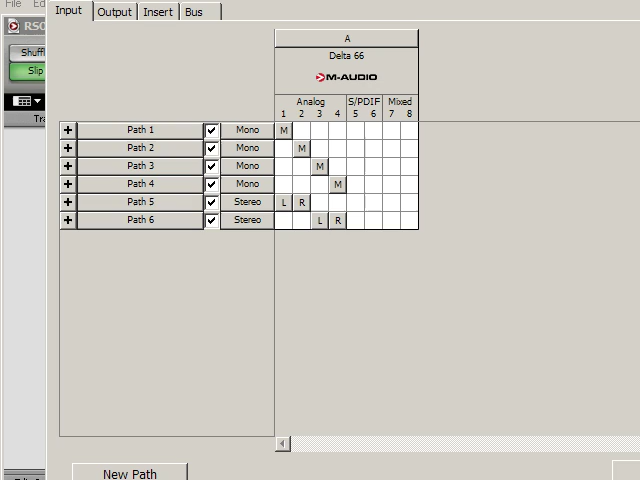 File Ed
Input Output Insert Bus
RSO
Shuffl
Slip
A
Delta 66
M-AUDIO
Analog S/PDIF Mixed
1 2 3 4 5 6 7 8
Tra
Path 1 Mono M
Path 2 Mono M
Path 3 Mono M
Path 4 Mono M
Path 5 Stereo L R
Path 6 Stereo L R
New Path